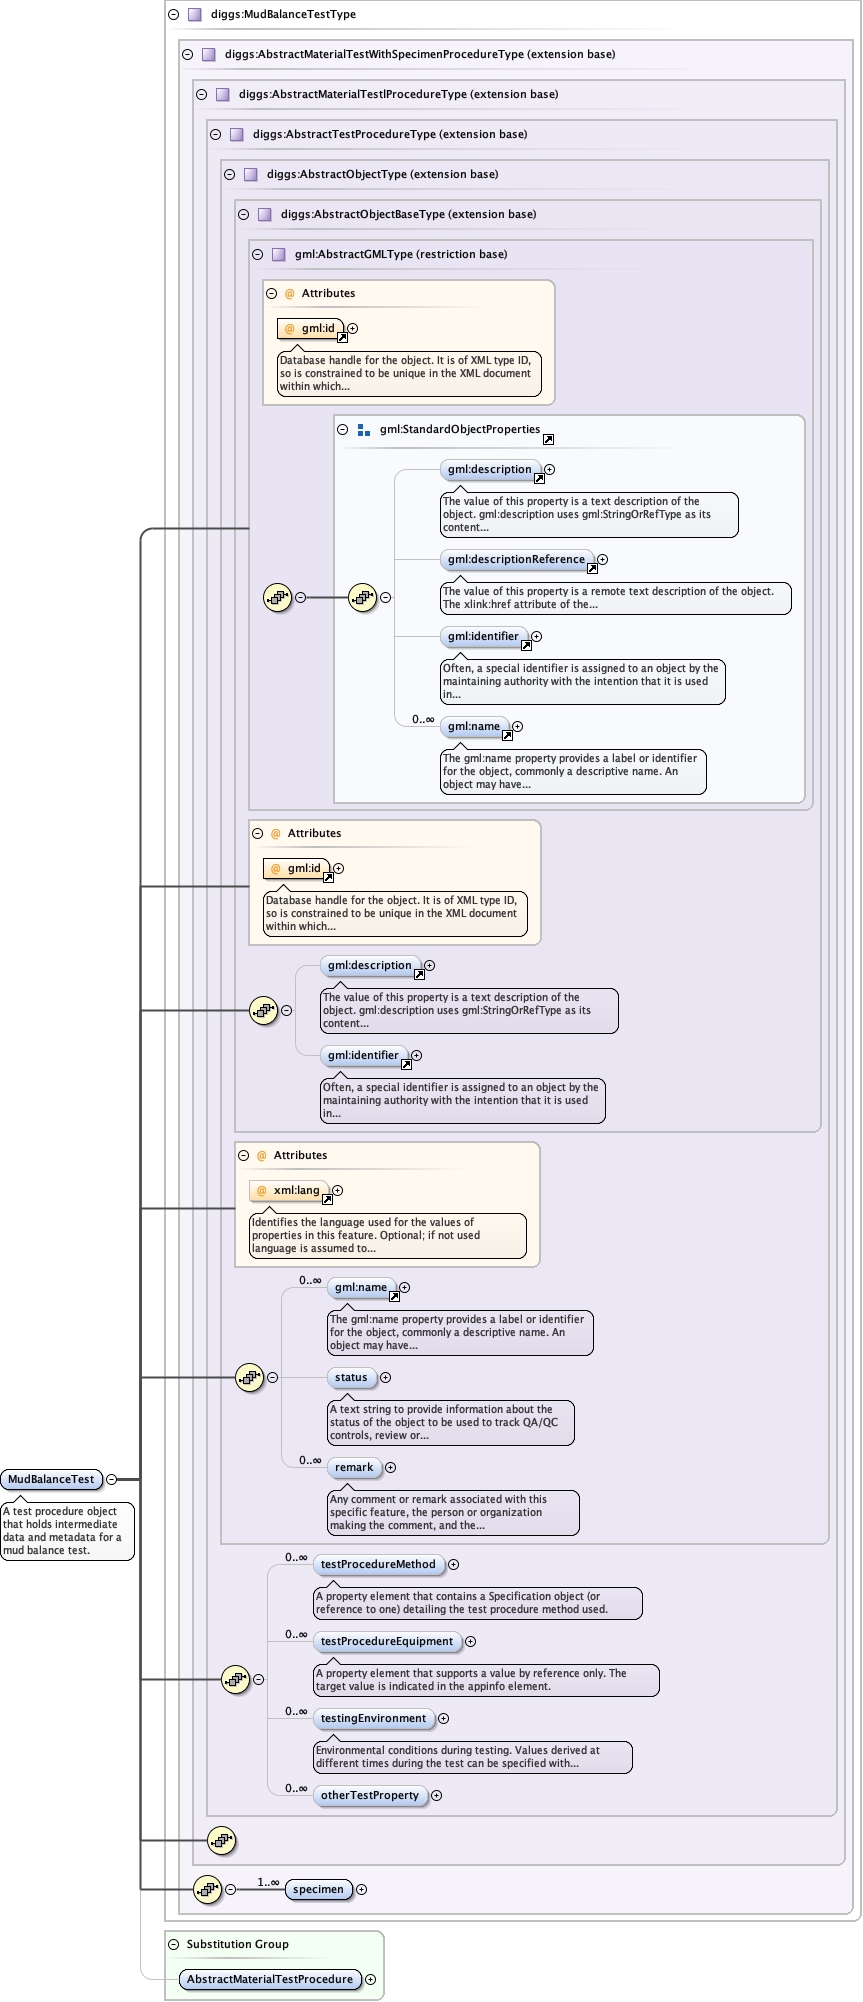 diggs:MudBalanceTestType
diggs:AbstractMaterialTestWithSpecimenProcedureType (extension base)
diggs:AbstractMaterialTestlProcedureType (extension base)
diggs:AbstractTestProcedureType (extension base)
diggs:AbstractObjectType (extension base)
diggs:AbstractObjectBaseType (extension base)
gml:AbstractGMLType (restriction base)
@ Attributes
@ gml:id
Database handle for the object. It is of XML type ID,
so is constrained to be unique in the XML document
within which...
gml:StandardObjectProperties
gml:description
The value of this property is a text description of the
object. gml:description uses gml:StringOrRefType as its
content...
gml:descriptionReference
The value of this property is a remote text description of the object.
The xlink:href attribute of the...
gml:identifier
Often, a special identifier is assigned to an object by the
maintaining authority with the intention that it is used
in...
0..∞
gml:name
The gml:name property provides a label or identifier
for the object, commonly a descriptive name. An
object may have...
@ Attributes
@ gml:id
Database handle for the object. It is of XML type ID,
so is constrained to be unique in the XML document
within which...
gml:description
The value of this property is a text description of the
object. gml:description uses gml:StringOrRefType as its
content...
gml:identifier
Often, a special identifier is assigned to an object by the
maintaining authority with the intention that it is used
in...
@ Attributes
@ xml:lang
Identifies the language used for the values of
properties in this feature. Optional; if not used
language is assumed to...
0..∞
gml:name
The gml:name property provides a label or identifier
for the object, commonly a descriptive name. An
object may have...
status
A text string to provide information about the
status of the object to be used to track QA/QC
controls, review or...
0..∞
remark
Any comment or remark associated with this
specific feature, the person or organization
making the comment, and the...
MudBalanceTest
A test procedure object
that holds intermediate
data and metadata for a
mud balance test.
0..∞
testProcedureMethod
A property element that contains a Specification object (or
reference to one) detailing the test procedure method used.
0..∞
testProcedureEquipment
A property element that supports a value by reference only. The
target value is indicated in the appinfo element.
0..∞
testingEnvironment
Environmental conditions during testing. Values derived at
different times during the test can be specified with...
0..∞
otherTestProperty
1..∞
specimen
Substitution Group
AbstractMaterialTestProcedure